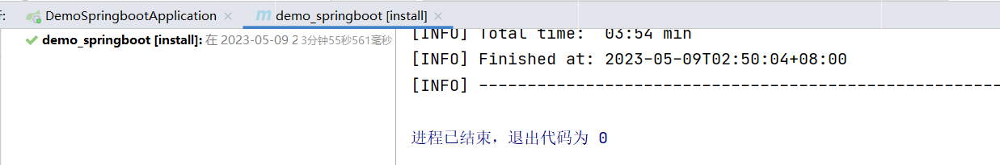 行: DemoSpringbootApplication × m demo_springboot [install] ×
demo_springboot [install]: 在 2023-05-09 2 3分钟55秒561毫秒
[INFO] Total time:  03:54 min
[INFO] Finished at: 2023-05-09T02:50:04+08:00
[INFO] ------------------------------------------------------
进程已结束，退出代码为 0